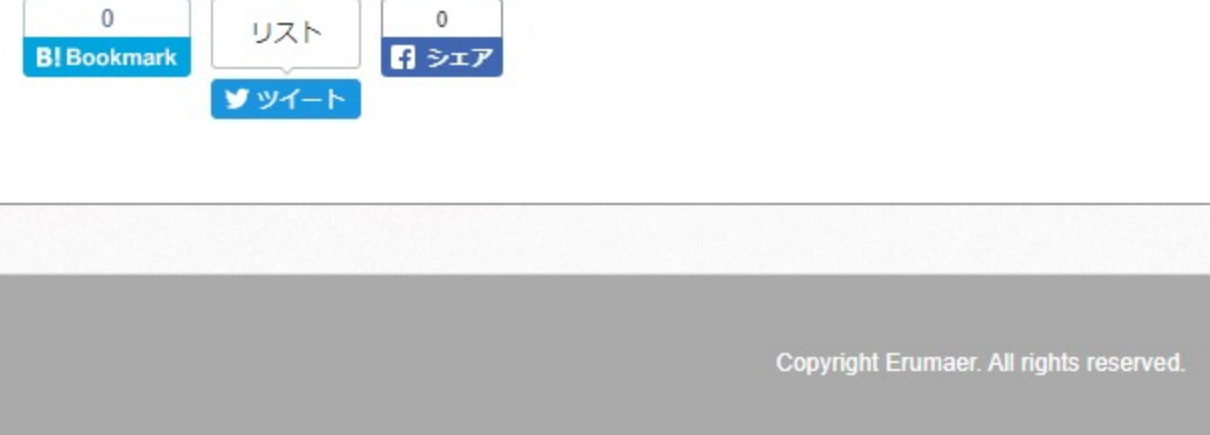 0
B! Bookmark
リスト
ツイート
0
シェア
Copyright Erumaer. All rights reserved.